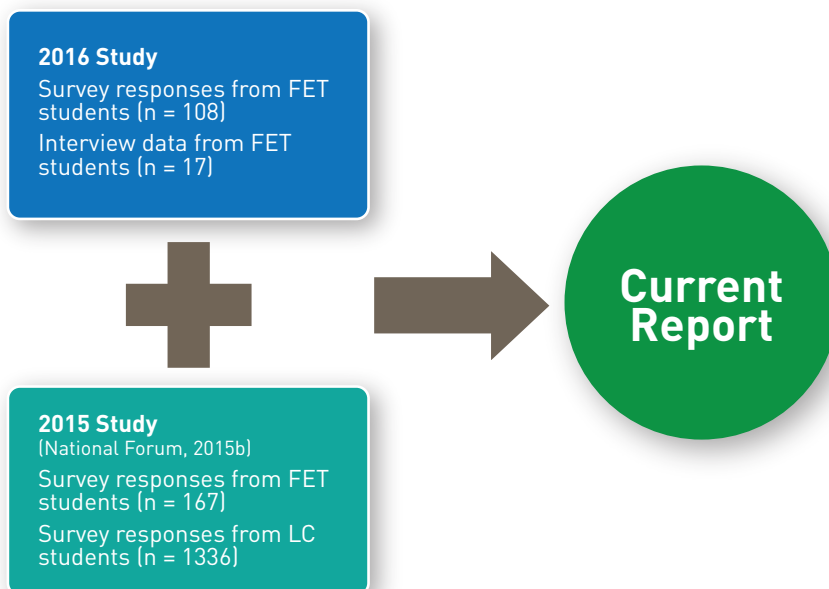 2016 Study
Survey responses from FET
students (n = 108)
Interview data from FET
students (n = 17)
Current
Report
2015 Study
(National Forum, 2015b)
Survey responses from FET
students (n = 167)
Survey responses from LC
students (n = 1336)